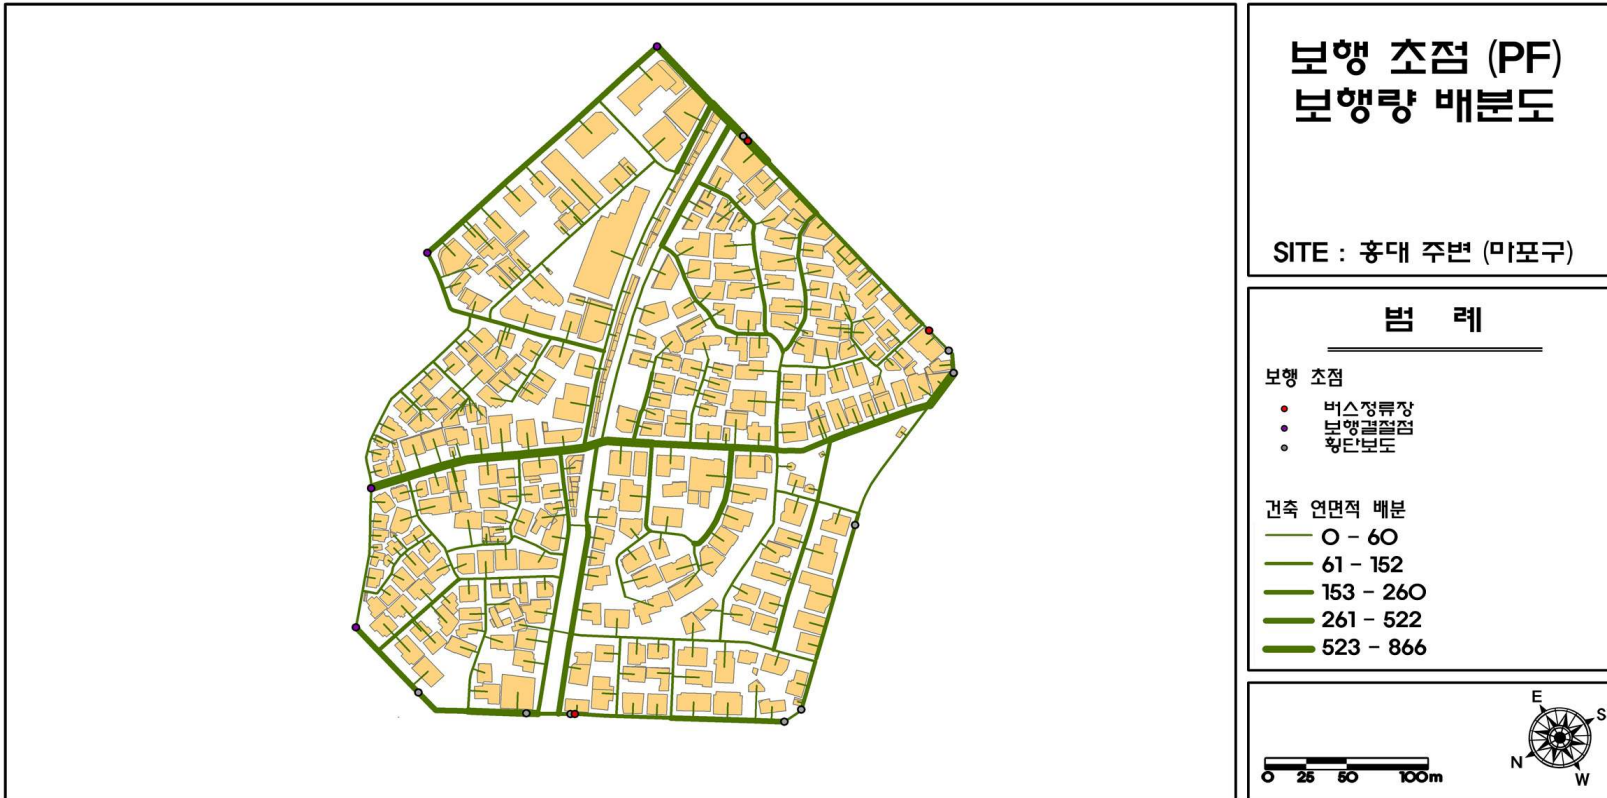 보행 초점 (PF)
보행량 배분도
SITE : 홍대 주변 (마포구)
범 례
보행 초점
버스정류장
보행결절점
횡단보도
건축 연면적 배분
0 - 60
61 - 152
153 - 260
261 - 522
523 - 866
0 25 50 100m
E
S
N
W